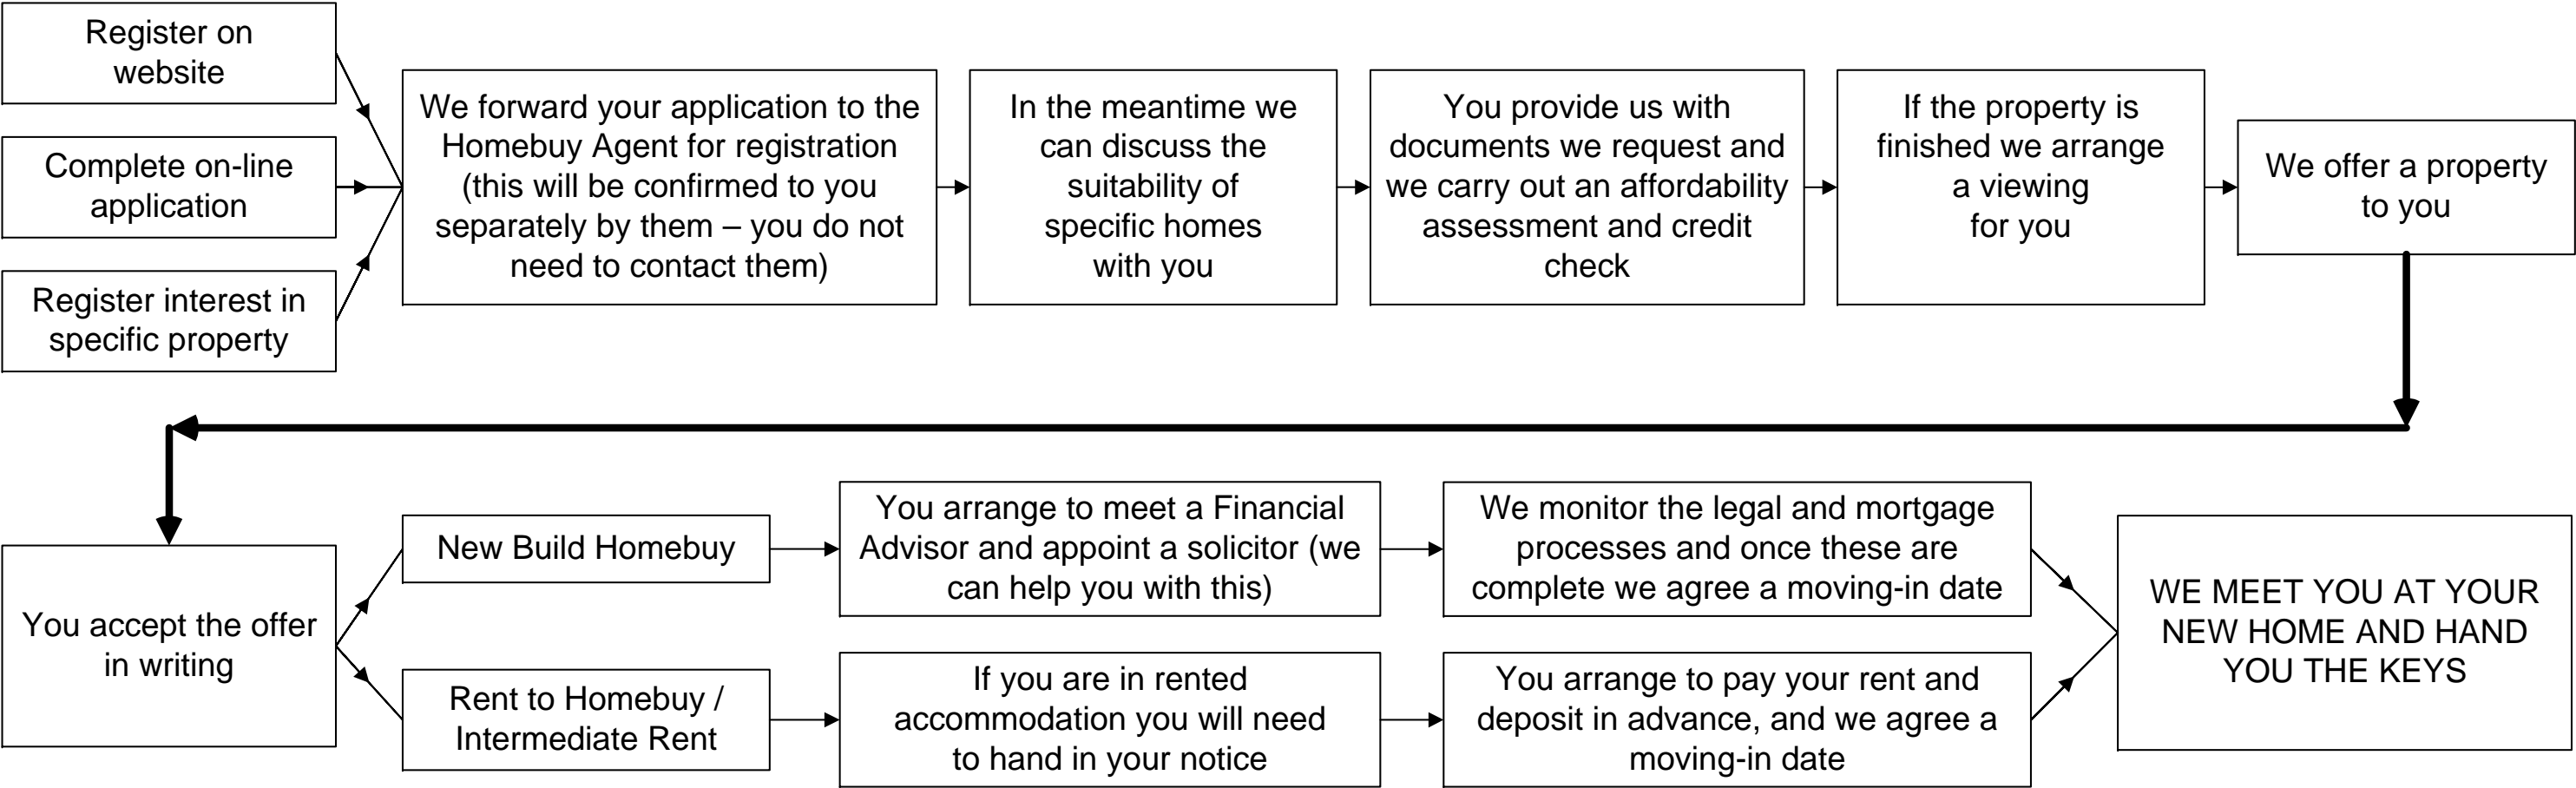 Register on
website
Complete on-line
application
Register interest in
specific property
We forward your application to the
Homebuy Agent for registration
(this will be confirmed to you
separately by them – you do not
need to contact them)
In the meantime we
can discuss the
suitability of
specific homes
with you
You provide us with
documents we request and
we carry out an affordability
assessment and credit
check
If the property is
finished we arrange
a viewing
for you
We offer a property
to you
You accept the offer
in writing
New Build Homebuy
You arrange to meet a Financial
Advisor and appoint a solicitor (we
can help you with this)
We monitor the legal and mortgage
processes and once these are
complete we agree a moving-in date
Rent to Homebuy /
Intermediate Rent
If you are in rented
accommodation you will need
to hand in your notice
You arrange to pay your rent and
deposit in advance, and we agree a
moving-in date
WE MEET YOU AT YOUR
NEW HOME AND HAND
YOU THE KEYS